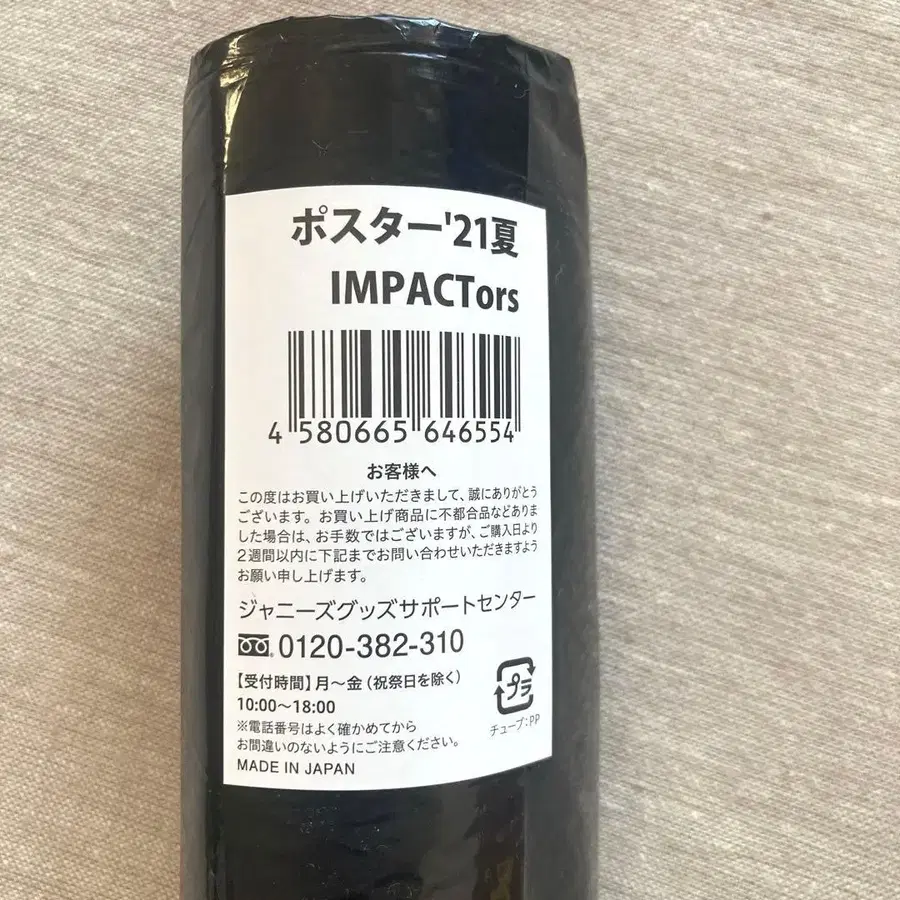 ポスター'21夏
IMPACTors
4 580665 646554
お客様へ
この度はお買い上げいただきまして、誠にありがとう
ございます。お買い上げ商品に不都合品などありま
した場合は、お手数ではございますが、ご購入日より
2週間以内に下記までお問い合わせいただきますよう
お願い申し上げます。
ジャニーズグッズサポートセンター
0120-382-310
【受付時間】月～金（祝祭日を除く）
10:00～18:00
※電話番号はよく確かめてから
お間違いのないようにご注意ください。
MADE IN JAPAN
プラ
チューブ:PP